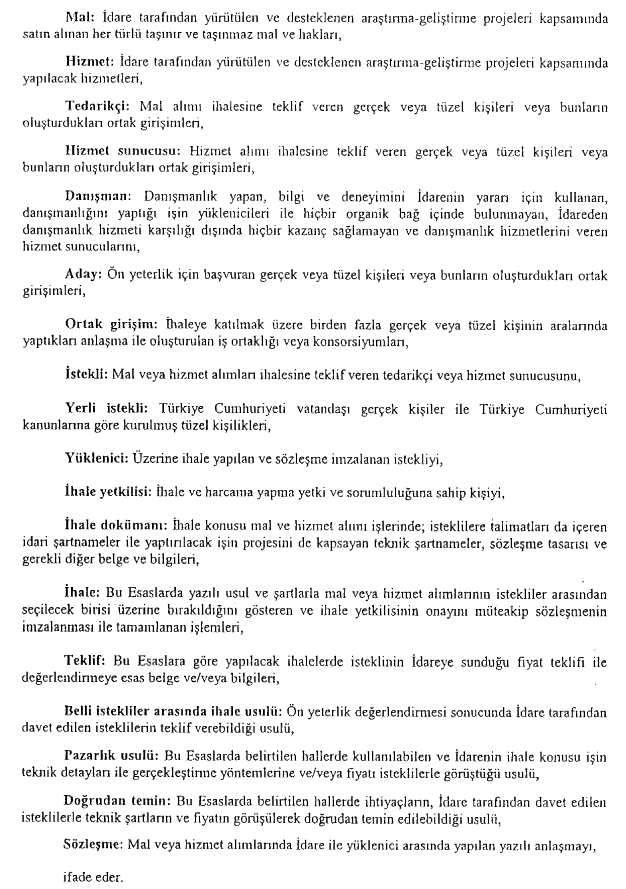 Mal: İdare tarafından yürütülen ve desteklenen araştırma-geliştirme projeleri kapsamında
satın alınan her türlü taşınır ve taşınmaz mal ve hakları,
Hizmet: İdare tarafından yürütülen ve desteklenen araştırma-geliştirme projeleri kapsamında
yapılacak hizmetleri,
Tedarikçi: Mal alımı ihalesine teklif veren gerçek veya tüzel kişileri veya bunların
oluşturdukları ortak girişimleri,
Hizmet sunucusu: Hizmet alımı ihalesine teklif veren gerçek veya tüzel kişileri veya
bunların oluşturdukları ortak girişimleri,
Danışman: Danışmanlık yapan, bilgi ve deneyimini İdarenin yararı için kullanan,
danışmanlığını yaptığı işin yüklenicileri ile hiçbir organik bağ içinde bulunmayan, İdareden
danışmanlık hizmeti karşılığı dışında hiçbir kazanç sağlamayan ve danışmanlık hizmetlerini veren
hizmet sunucularını,
Aday: Ön yeterlik için başvuran gerçek veya tüzel kişileri veya bunların oluşturdukları ortak
girişimleri,
Ortak girişim: İhaleye katılmak üzere birden fazla gerçek veya tüzel kişinin aralarında
yaptıkları anlaşma ile oluşturulan iş ortaklığı veya konsorsiyumları,
İstekli: Mal veya hizmet alımları ihalesine teklif veren tedarikçi veya hizmet sunucusunu,
Yerli istekli: Türkiye Cumhuriyeti vatandaşı gerçek kişiler ile Türkiye Cumhuriyeti
kanunlarına göre kurulmuş tüzel kişilikleri,
Yüklenici: Üzerine ihale yapılan ve sözleşme imzalanan istekliyi,
İhale yetkilisi: İhale ve harcama yapma yetki ve sorumluluğuna sahip kişiyi,
İhale dokümanı: İhale konusu mal ve hizmet alımı işlerinde; isteklilere talimatları da içeren
idari şartnameler ile yaptırılacak işin projesini de kapsayan teknik şartnameler, sözleşme tasarısı ve
gerekli diğer belge ve bilgileri,
İhale: Bu Esaslarda yazılı usul ve şartlarla mal veya hizmet alımlarının istekliler arasından
seçilecek birisi üzerine bırakıldığını gösteren ve ihale yetkilisinin onayını müteakip sözleşmenin
imzalanması ile tamamlanan işlemleri,
Teklif: Bu Esaslara göre yapılacak ihalelerde isteklinin İdareye sunduğu fiyat teklifi ile
değerlendirmeye esas belge ve/veya bilgileri,
Belli istekliler arasında ihale usulü: Ön yeterlik değerlendirmesi sonucunda İdare tarafından
davet edilen isteklilerin teklif verebildiği usulü,
Pazarlık usulü: Bu Esaslarda belirtilen hallerde kullanılabilen ve İdarenin ihale konusu işin
teknik detayları ile gerçekleştirme yöntemlerine ve/veya fiyatı isteklilerle görüştüğü usulü,
Doğrudan temin: Bu Esaslarda belirtilen hallerde ihtiyaçların, İdare tarafından davet edilen
isteklilerle teknik şartların ve fiyatın görüşülerek doğrudan temin edilebildiği usulü,
Sözleşme: Mal veya hizmet alımlarında İdare ile yüklenici arasında yapılan yazılı anlaşmayı,
ifade eder.